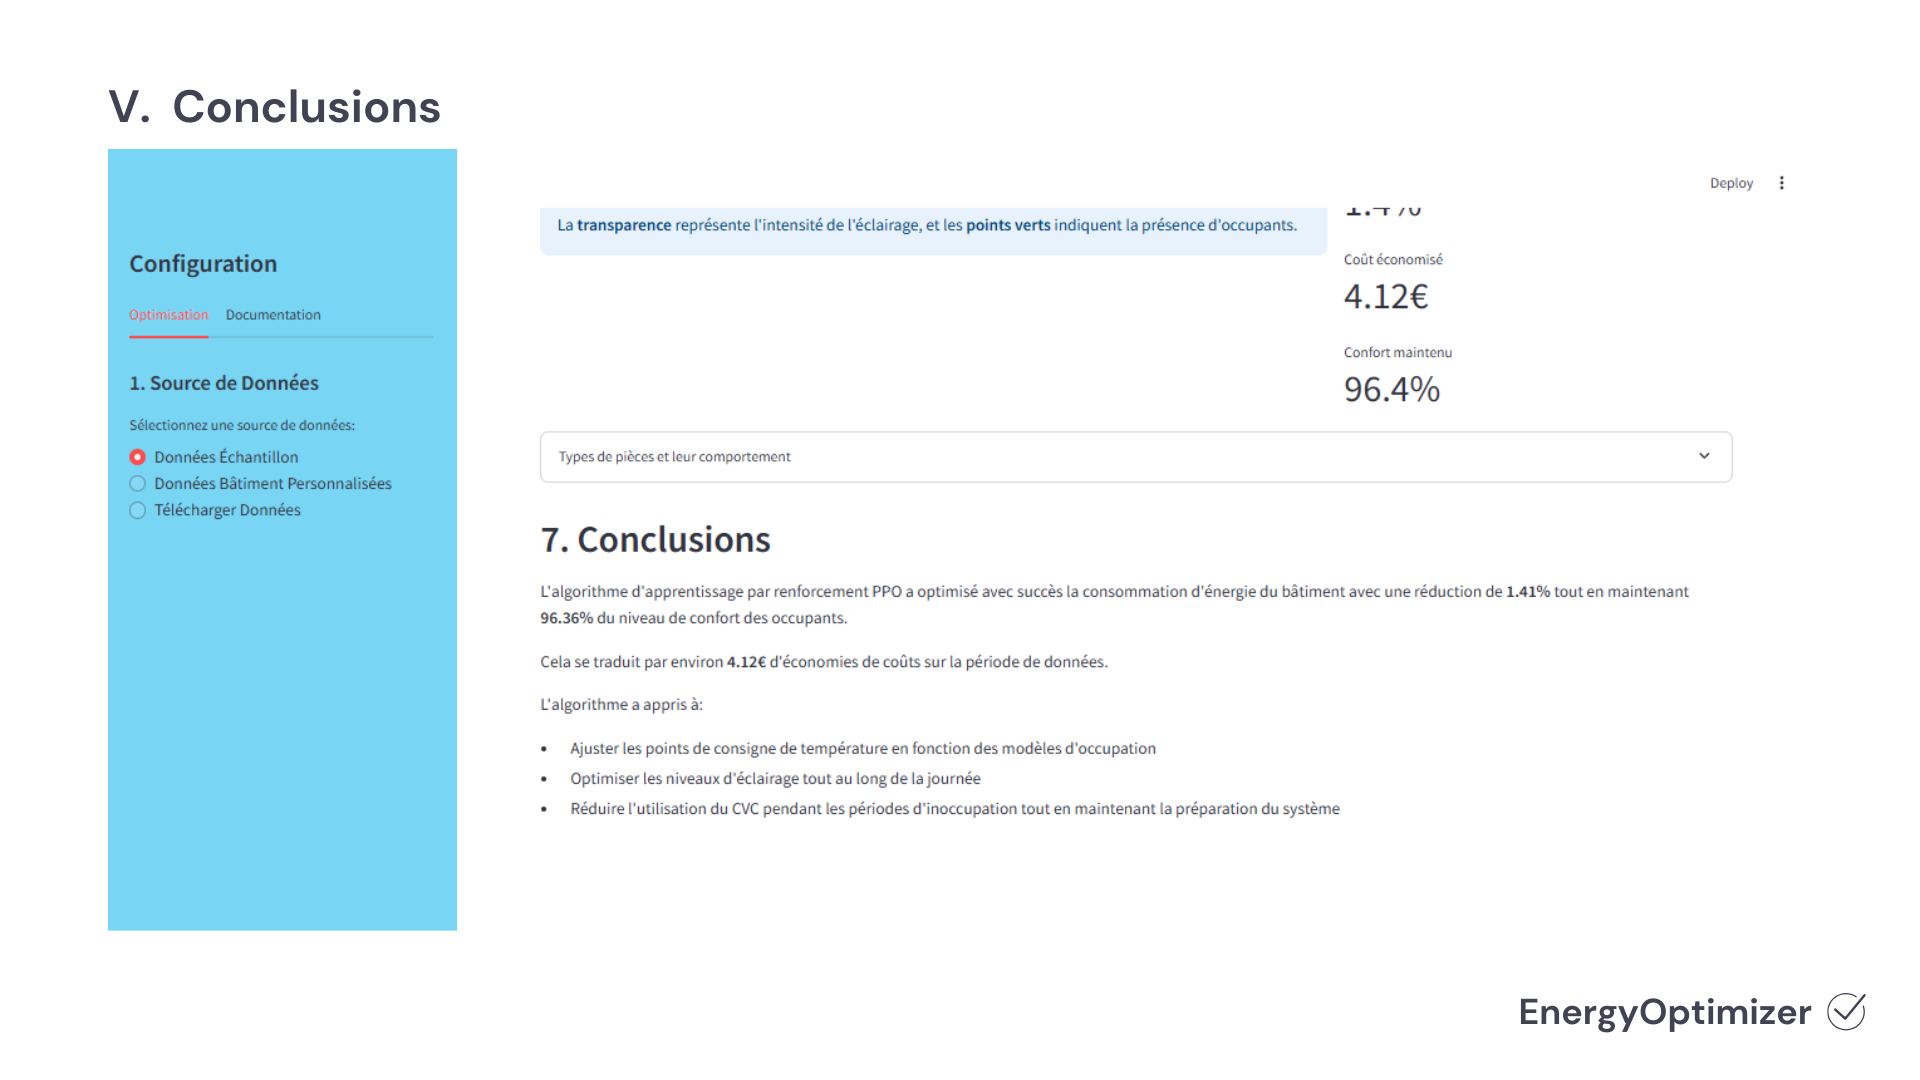 V. Conclusions
Configuration
Optimisation Documentation
1. Source de Données
Sélectionnez une source de données:
Données Échantillon
Données Bâtiment Personnalisées
Télécharger Données
Deploy
La transparence représente l'intensité de l'éclairage, et les points verts indiquent la présence d'occupants.
Coût économisé
4.12€
Confort maintenu
96.4%
Types de pièces et leur comportement
7. Conclusions
L'algorithme d'apprentissage par renforcement PPO a optimisé avec succès la consommation d'énergie du bâtiment avec une réduction de 1.41% tout en maintenant
96.36% du niveau de confort des occupants.
Cela se traduit par environ 4.12€ d'économies de coûts sur la période de données.
L'algorithme a appris à:
• Ajuster les points de consigne de température en fonction des modèles d'occupation
• Optimiser les niveaux d'éclairage tout au long de la journée
• Réduire l'utilisation du CVC pendant les périodes d'inoccupation tout en maintenant la préparation du système
EnergyOptimizer